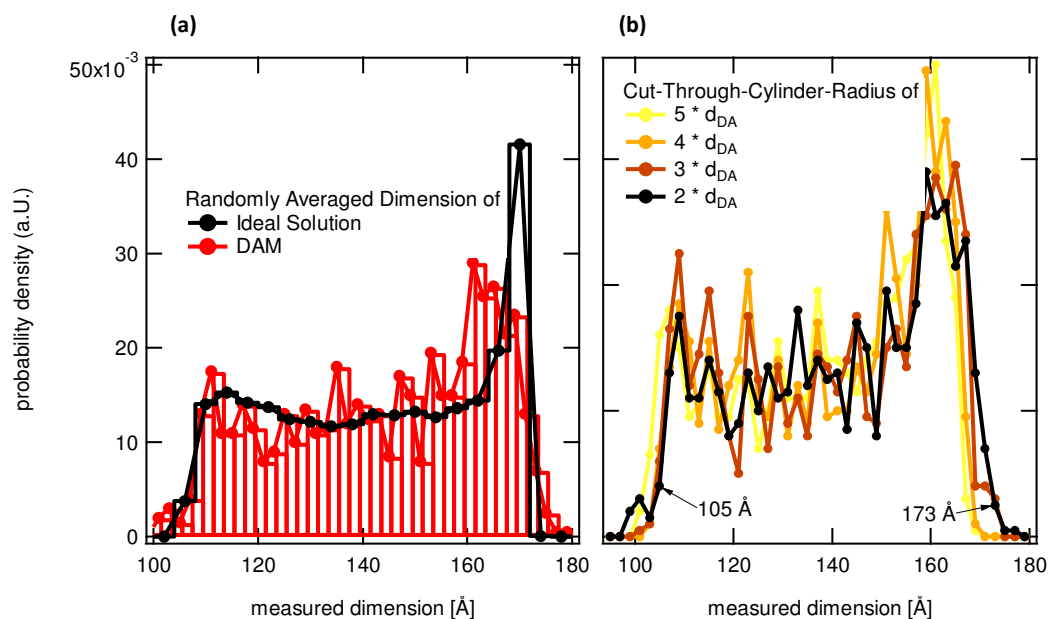 (a)
(b)
50x10⁻³
40
30
20
10
0
probability density (a.U.)
Randomly Averaged Dimension of
Ideal Solution
DAM
100
120
140
160
180
measured dimension [Å]
Cut-Through-Cylinder-Radius of
5 * d_DA
4 * d_DA
3 * d_DA
2 * d_DA
105 Å
173 Å
100
120
140
160
180
measured dimension [Å]